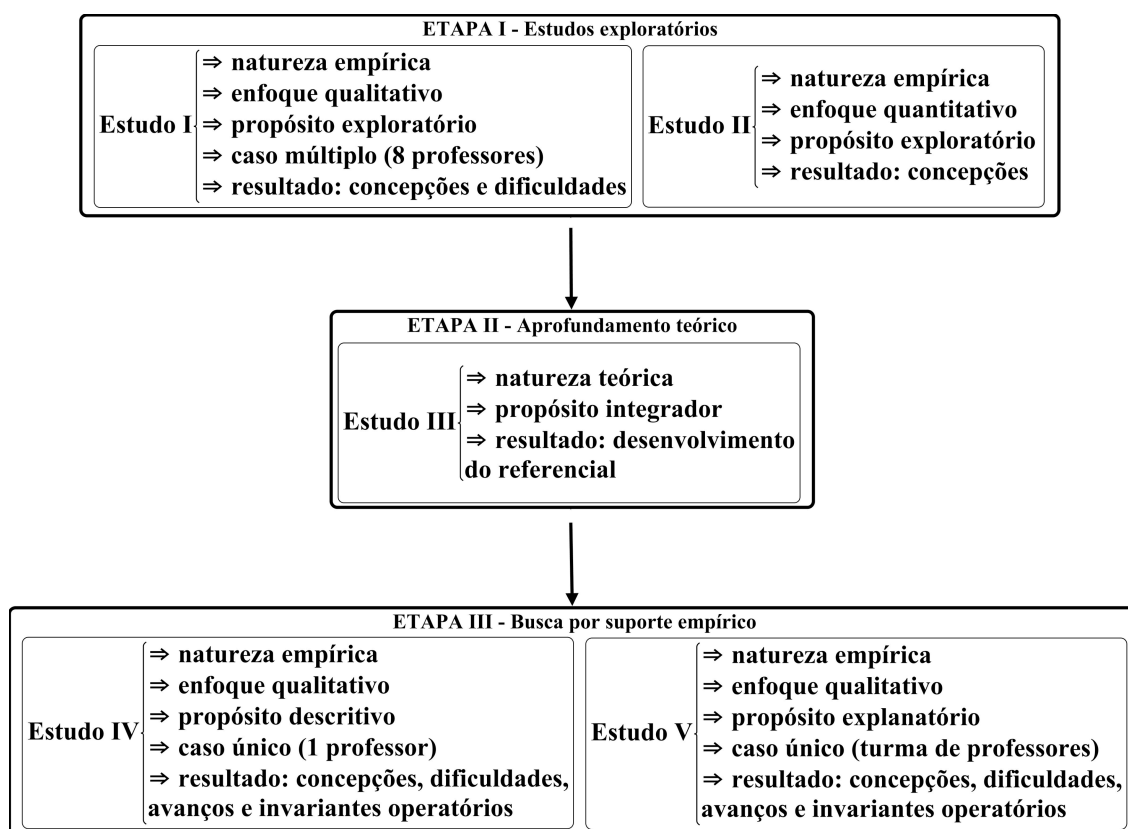 ETAPA I - Estudos exploratórios
Estudo I
⇒ natureza empírica
⇒ enfoque qualitativo
⇒ propósito exploratório
⇒ caso múltiplo (8 professores)
⇒ resultado: concepções e dificuldades
Estudo II
⇒ natureza empírica
⇒ enfoque quantitativo
⇒ propósito exploratório
⇒ resultado: concepções
ETAPA II - Aprofundamento teórico
Estudo III
⇒ natureza teórica
⇒ propósito integrador
⇒ resultado: desenvolvimento
do referencial
ETAPA III - Busca por suporte empírico
Estudo IV
⇒ natureza empírica
⇒ enfoque qualitativo
⇒ propósito descritivo
⇒ caso único (1 professor)
⇒ resultado: concepções, dificuldades,
avanços e invariantes operatórios
Estudo V
⇒ natureza empírica
⇒ enfoque qualitativo
⇒ propósito explanatório
⇒ caso único (turma de professores)
⇒ resultado: concepções, dificuldades,
avanços e invariantes operatórios